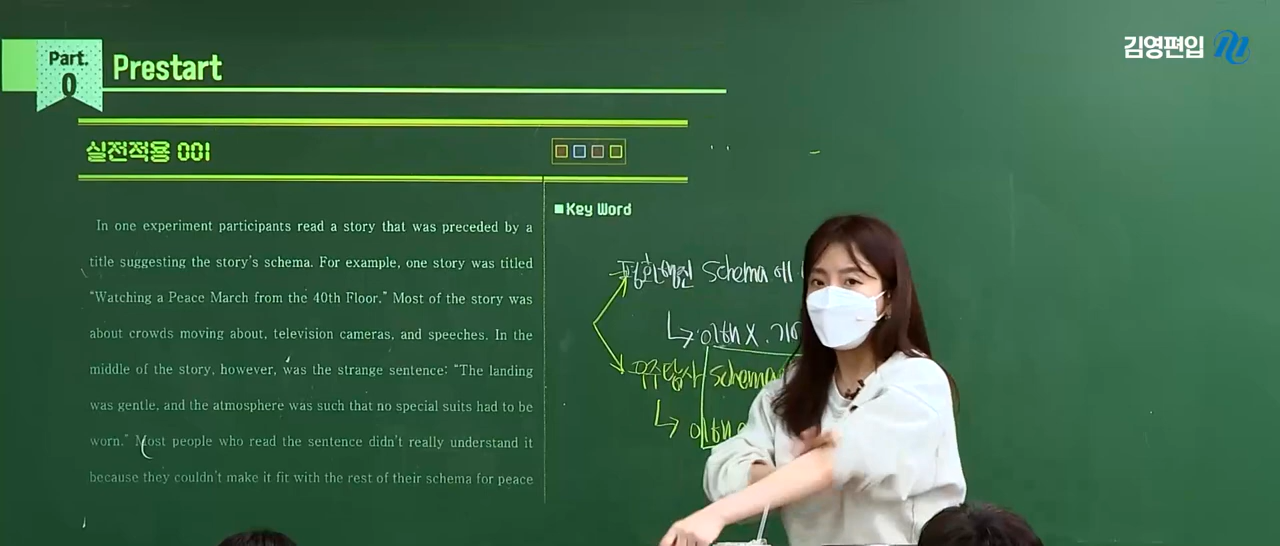 김영편입
Part.
0
Prestart
실전적용 001
In one experiment participants read a story that was preceded by a
title suggesting the story's schema. For example, one story was titled
"Watching a Peace March from the 40th Floor." Most of the story was
about crowds moving about, television cameras, and speeches. In the
middle of the story, however, was the strange sentence: "The landing
was gentle, and the atmosphere was such that no special suits had to be
worn." Most people who read the sentence didn't really understand it
because they couldn't make it fit with the rest of their schema for peace
■Key Word
평화행진 Schema에
↳ 이해X. 기억
우주탐사 Schema
↳ 이해